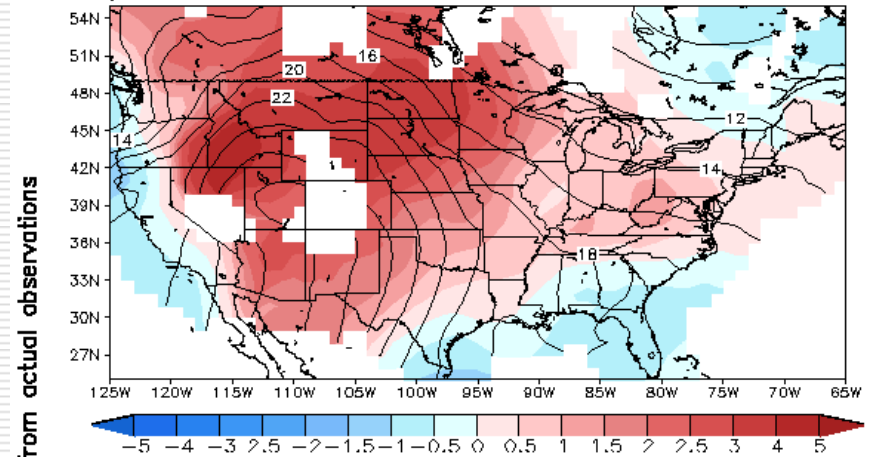 from actual observations
54N
51N
48N
45N
42N
39N
36N
33N
30N
27N
16
20
22
14
12
14
18
125W 120W 115W 110W 105W 100W 95W 90W 85W 80W 75W 70W 65W
-5 -4 -3 2.5 -2 -1.5 -1 -0.5 0 0.5 1 1.5 2 2.5 3 4 5